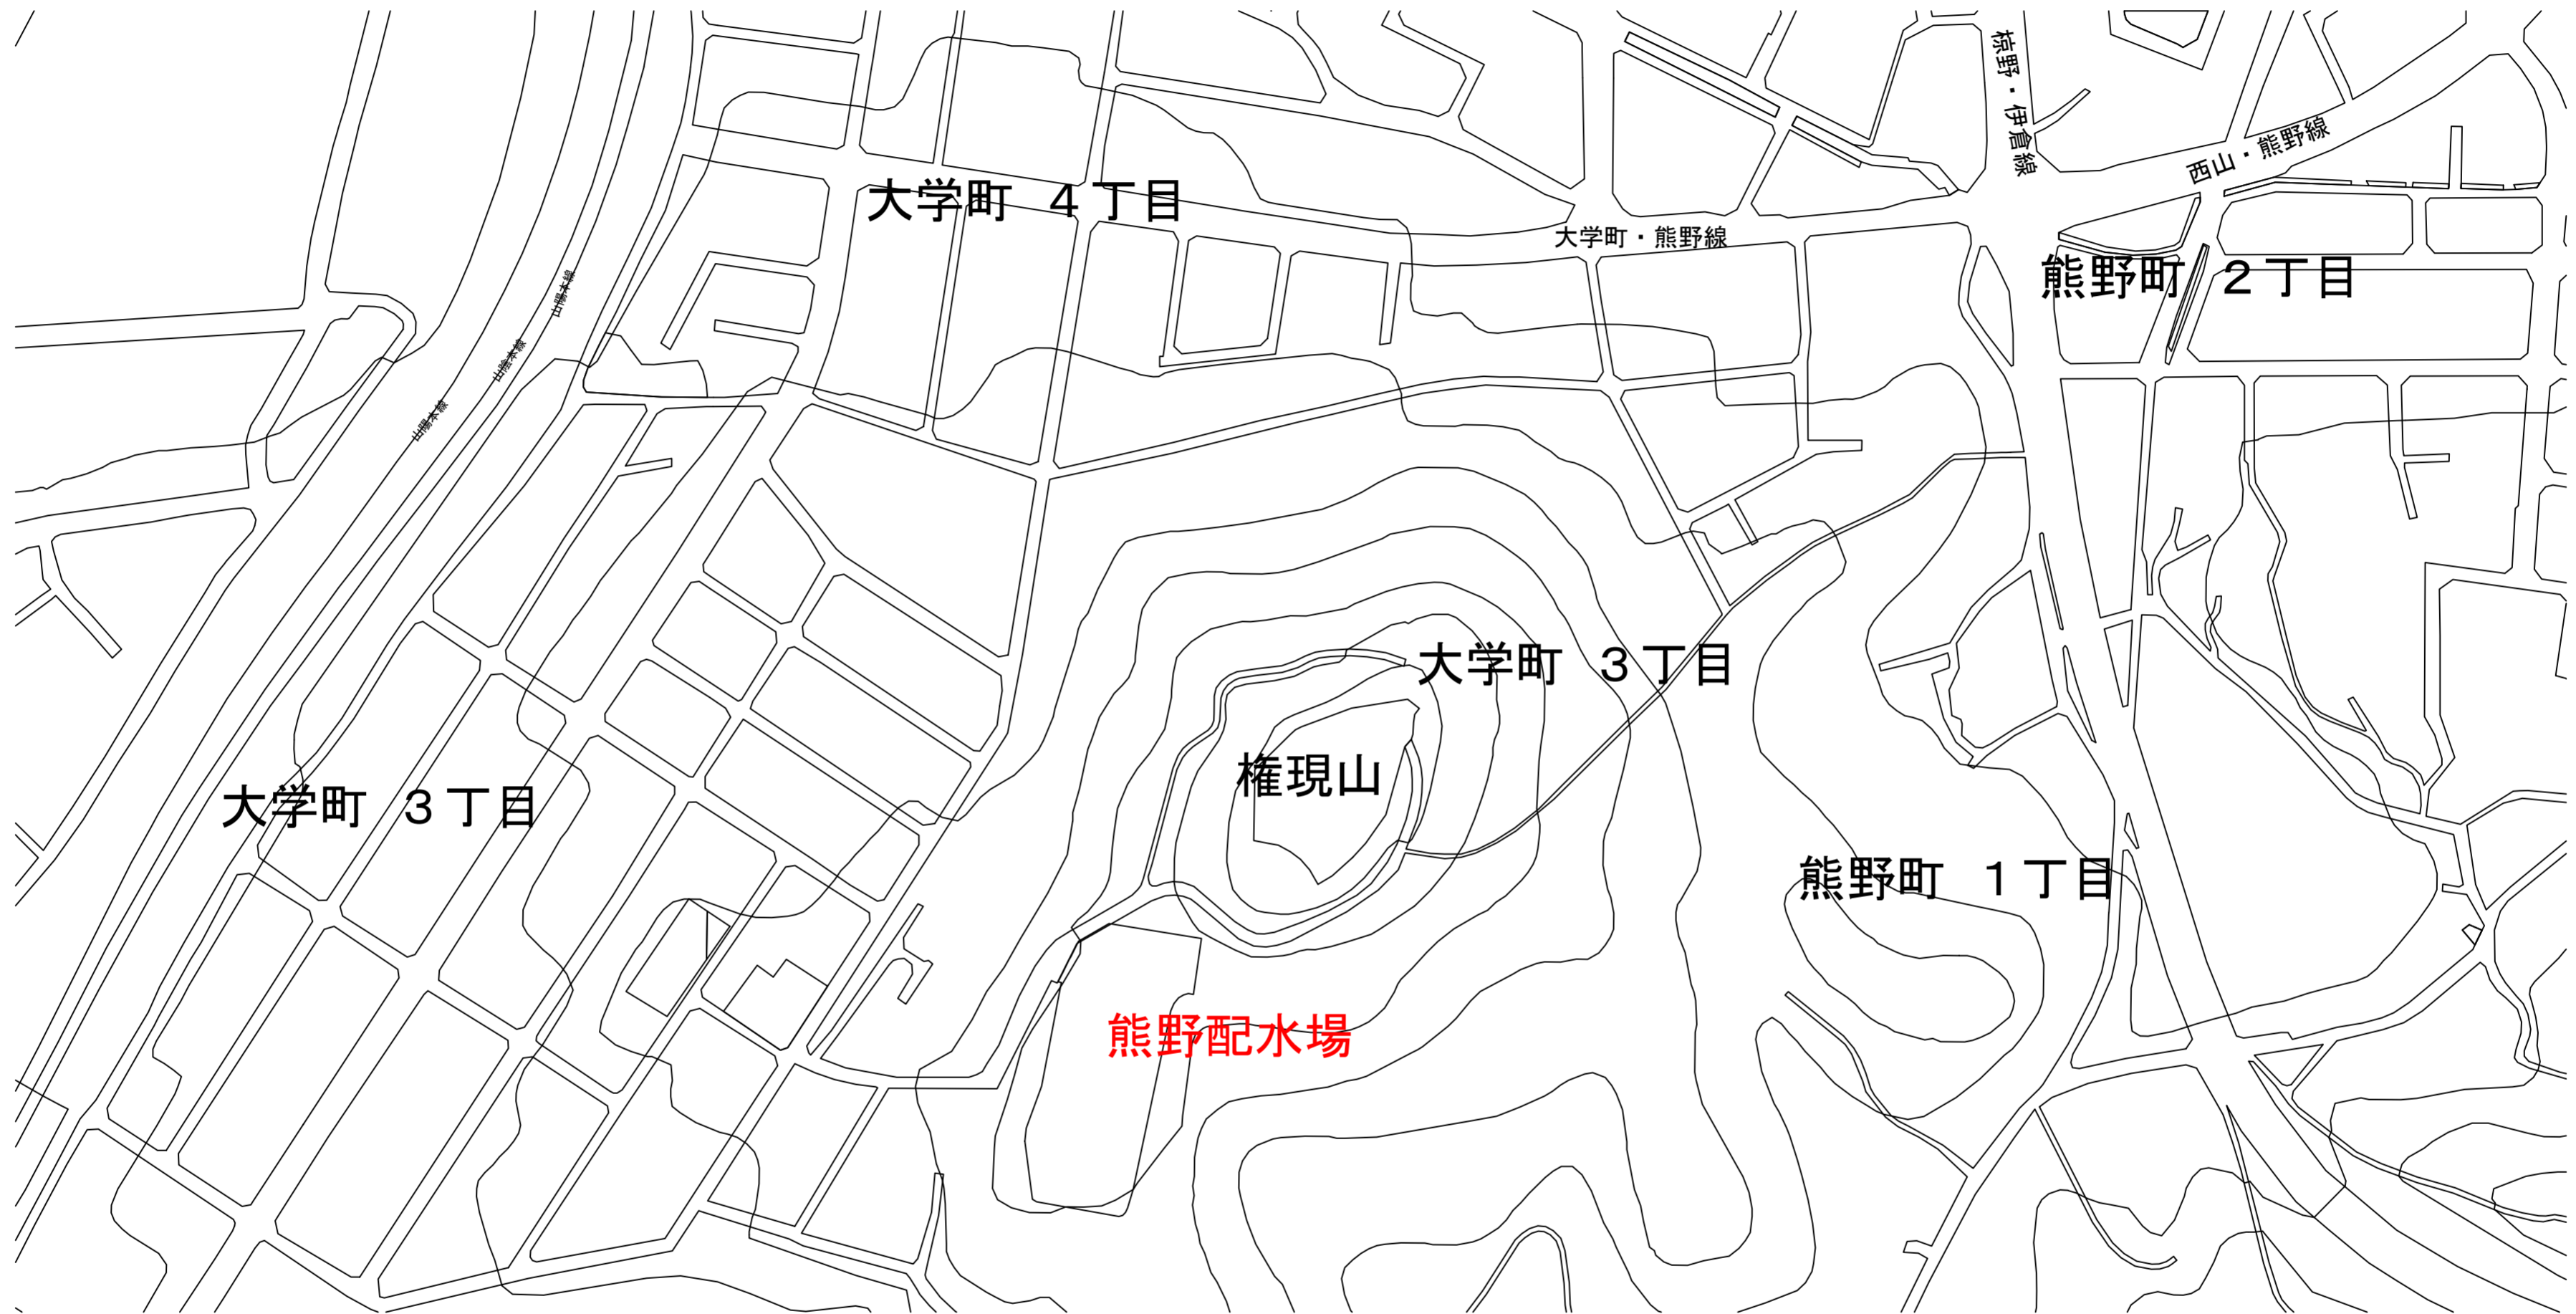 椋野・伊倉線
西山・熊野線
大学町　４丁目
大学町・熊野線
熊野町　２丁目
山陽本線
山陰本線
山陽本線
大学町　３丁目
権現山
大学町　３丁目
熊野町　１丁目
熊野配水場